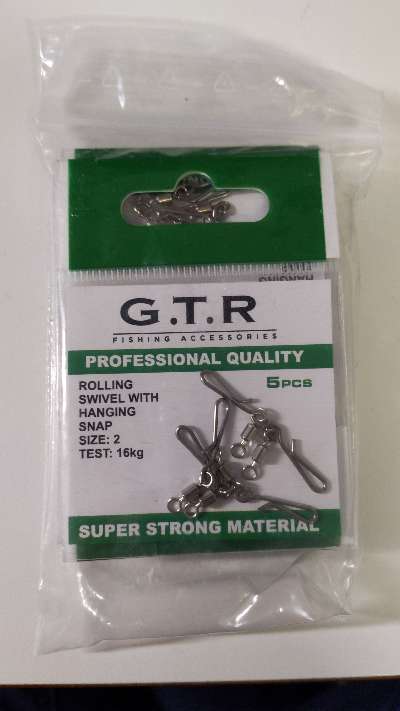 G.T.R
FISHING ACCESSORIES
PROFESSIONAL QUALITY
5PCS
ROLLING
SWIVEL WITH
HANGING
SNAP
SIZE: 2
TEST: 16kg
SUPER STRONG MATERIAL